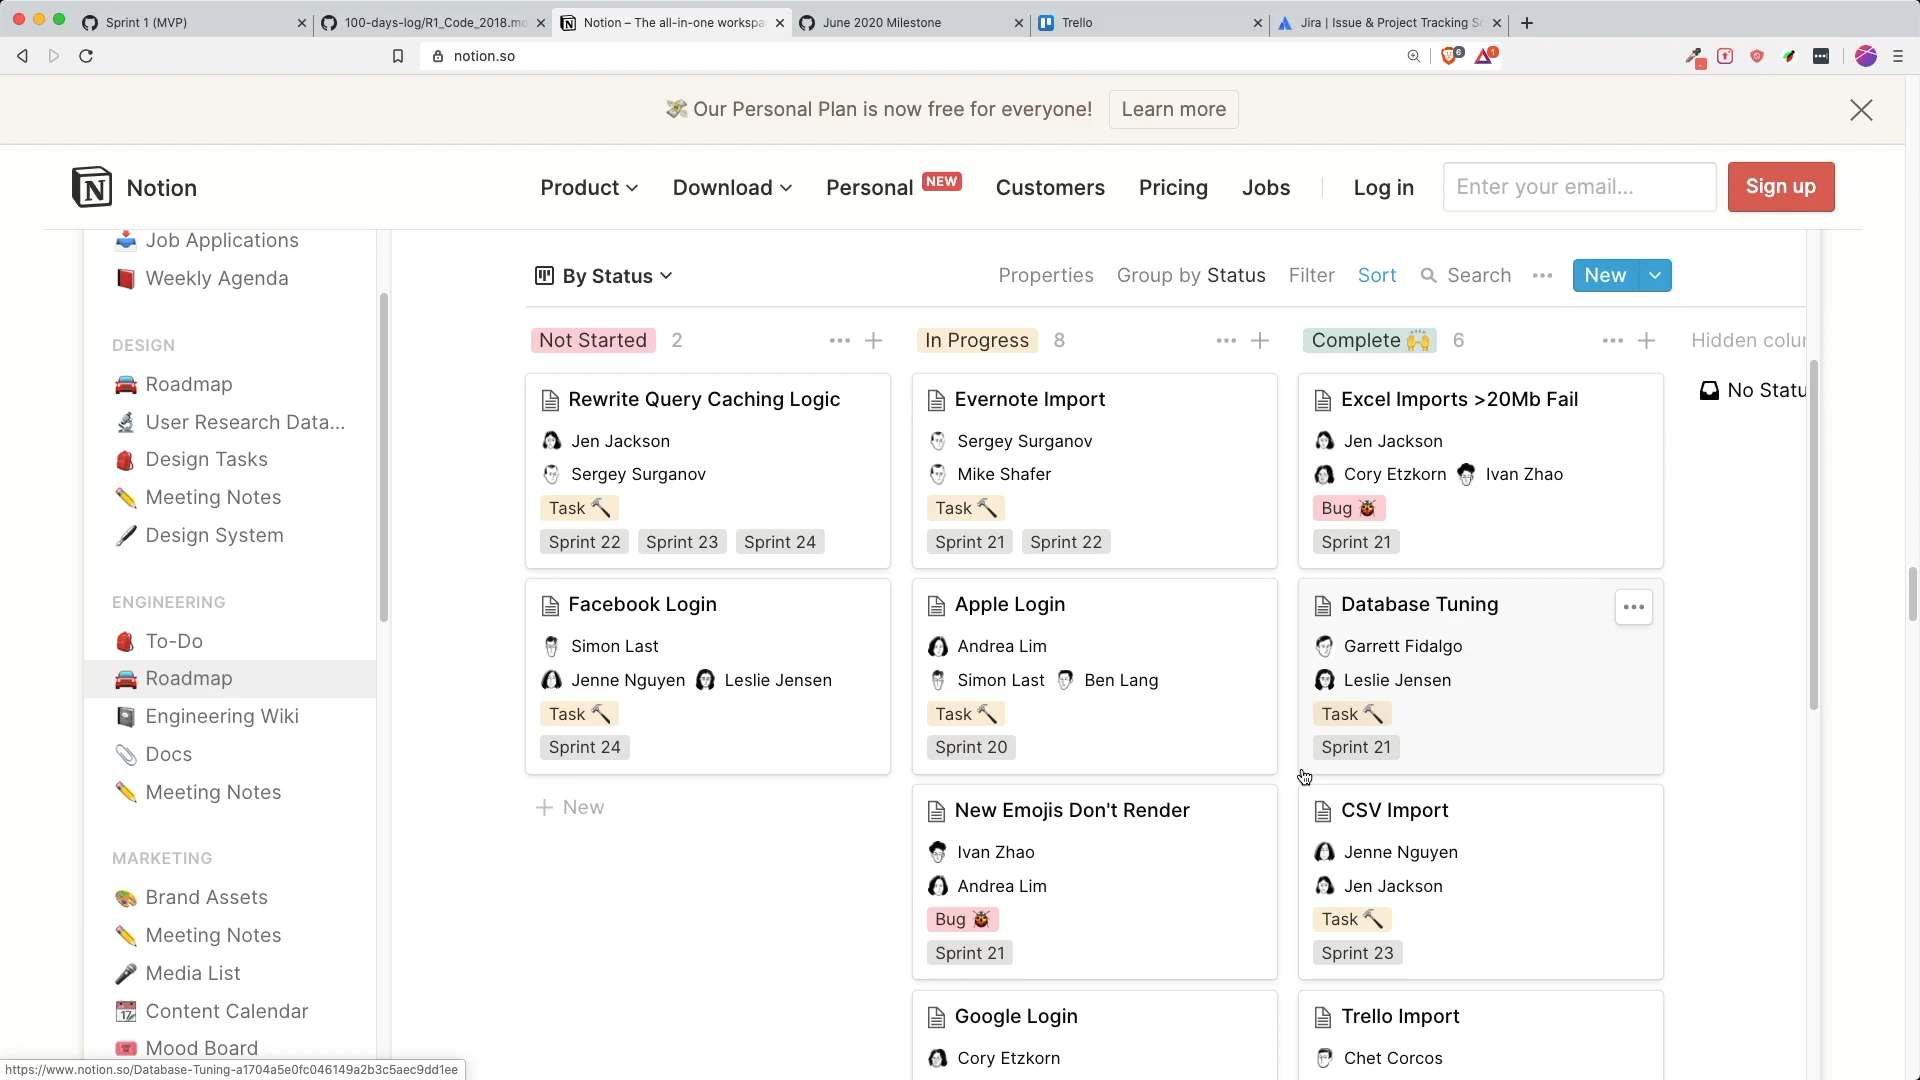 Sprint 1 (MVP)
100-days-log/R1_Code_2018.md
Notion – The all-in-one workspa
June 2020 Milestone
Trello
Jira | Issue & Project Tracking S
notion.so
6
1
💸 Our Personal Plan is now free for everyone!
Learn more
Notion
Product
Download
Personal NEW
Customers
Pricing
Jobs
Log in
Enter your email...
Sign up
Job Applications
Weekly Agenda
DESIGN
Roadmap
User Research Data...
Design Tasks
Meeting Notes
Design System
ENGINEERING
To-Do
Roadmap
Engineering Wiki
Docs
Meeting Notes
MARKETING
Brand Assets
Meeting Notes
Media List
Content Calendar
Mood Board
By Status
Properties
Group by Status
Filter
Sort
Search
New
Not Started 2
Rewrite Query Caching Logic
Jen Jackson
Sergey Surganov
Task 🔨
Sprint 22 Sprint 23 Sprint 24
Facebook Login
Simon Last
Jenne Nguyen Leslie Jensen
Task 🔨
Sprint 24
+ New
In Progress 8
Evernote Import
Sergey Surganov
Mike Shafer
Task 🔨
Sprint 21 Sprint 22
Apple Login
Andrea Lim
Simon Last Ben Lang
Task 🔨
Sprint 20
New Emojis Don't Render
Ivan Zhao
Andrea Lim
Bug 🐞
Sprint 21
Google Login
Cory Etzkorn
Complete 🙌 6
Excel Imports >20Mb Fail
Jen Jackson
Cory Etzkorn Ivan Zhao
Bug 🐞
Sprint 21
Database Tuning
Garrett Fidalgo
Leslie Jensen
Task 🔨
Sprint 21
CSV Import
Jenne Nguyen
Jen Jackson
Task 🔨
Sprint 23
Trello Import
Chet Corcos
Hidden colur
No Statu
https://www.notion.so/Database-Tuning-a1704a5e0fc046149a2b3c5aec9dd1ee